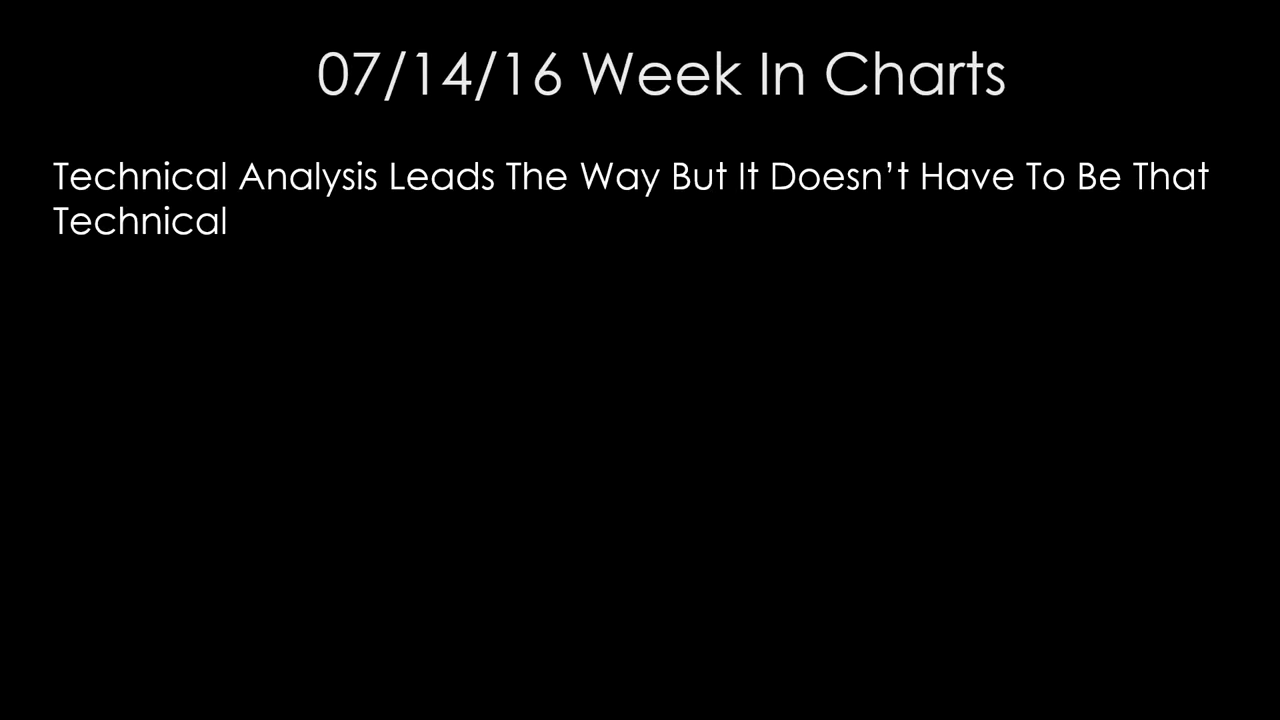 07/14/16 Week In Charts
Technical Analysis Leads The Way But It Doesn’t Have To Be That
Technical